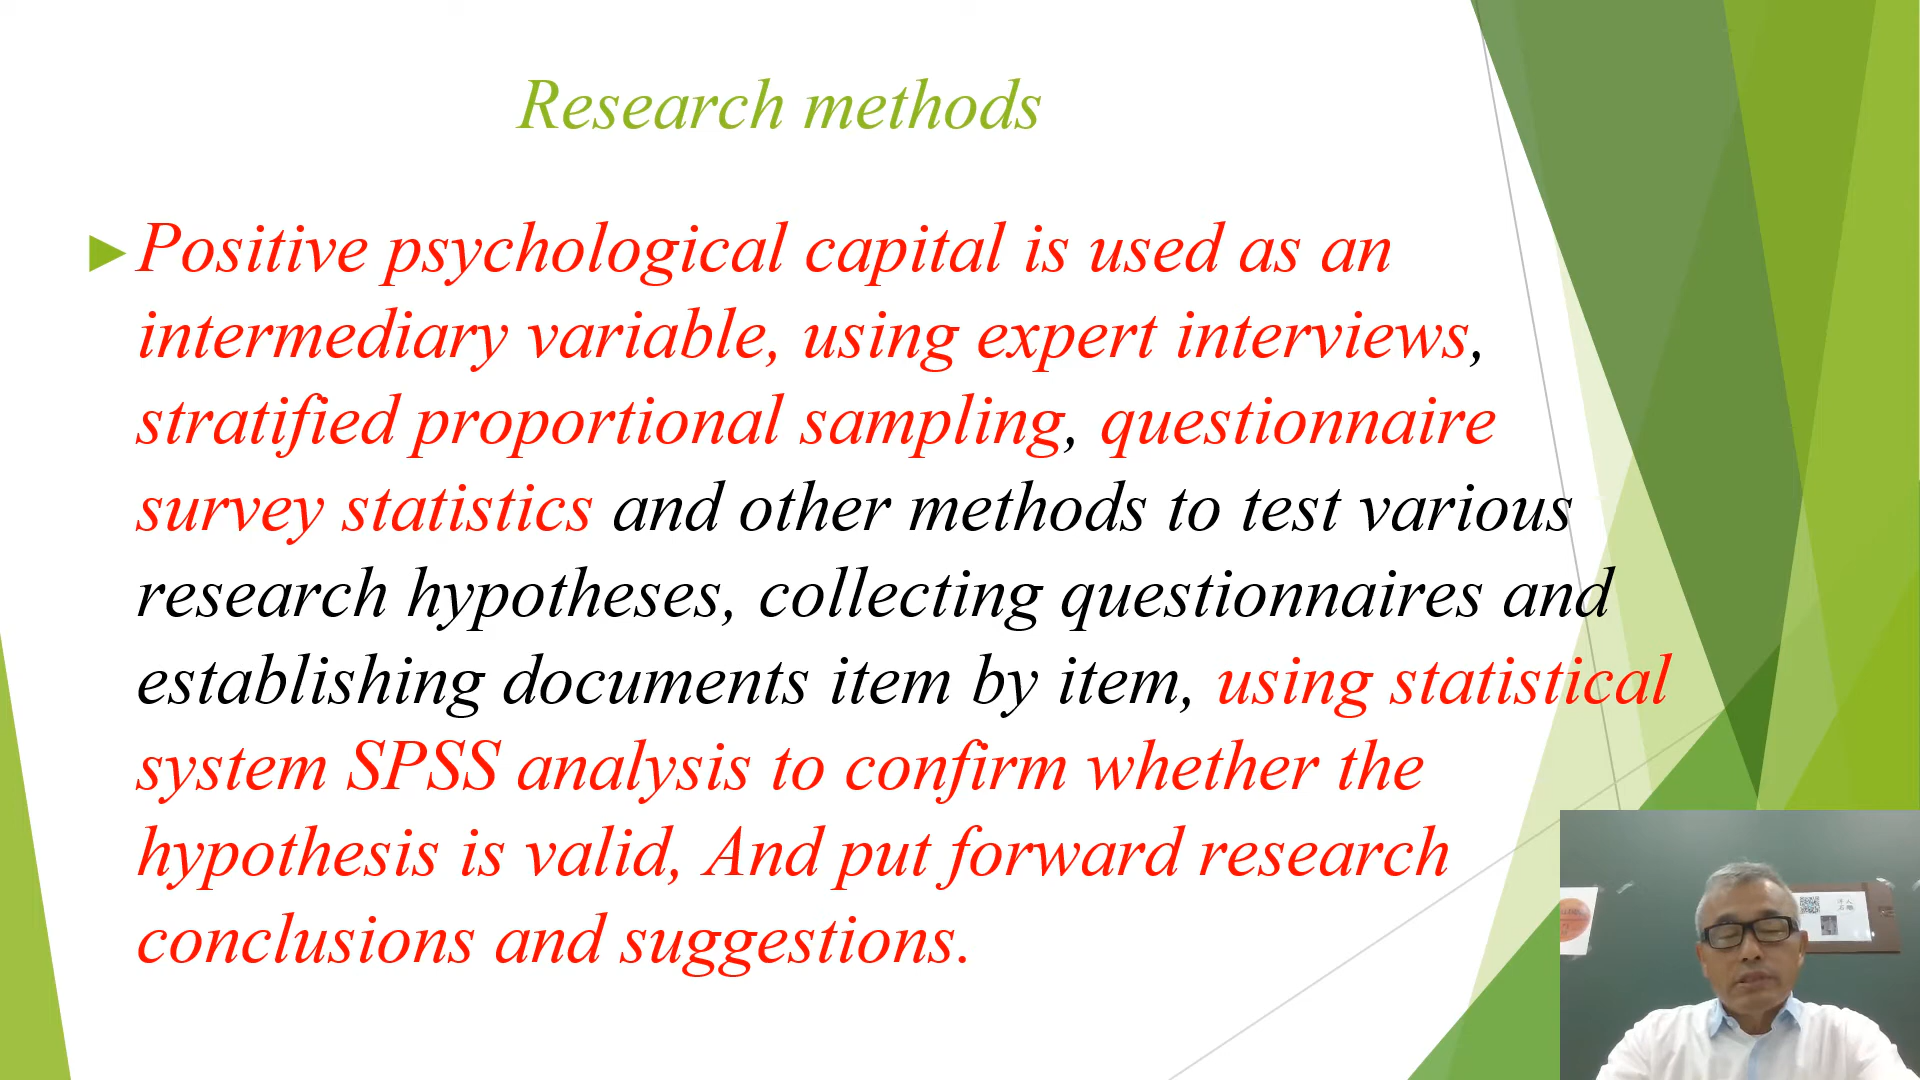 Research methods
Positive psychological capital is used as an
intermediary variable, using expert interviews,
stratified proportional sampling, questionnaire
survey statistics and other methods to test various
research hypotheses, collecting questionnaires and
establishing documents item by item, using statistical
system SPSS analysis to confirm whether the
hypothesis is valid, And put forward research
conclusions and suggestions.